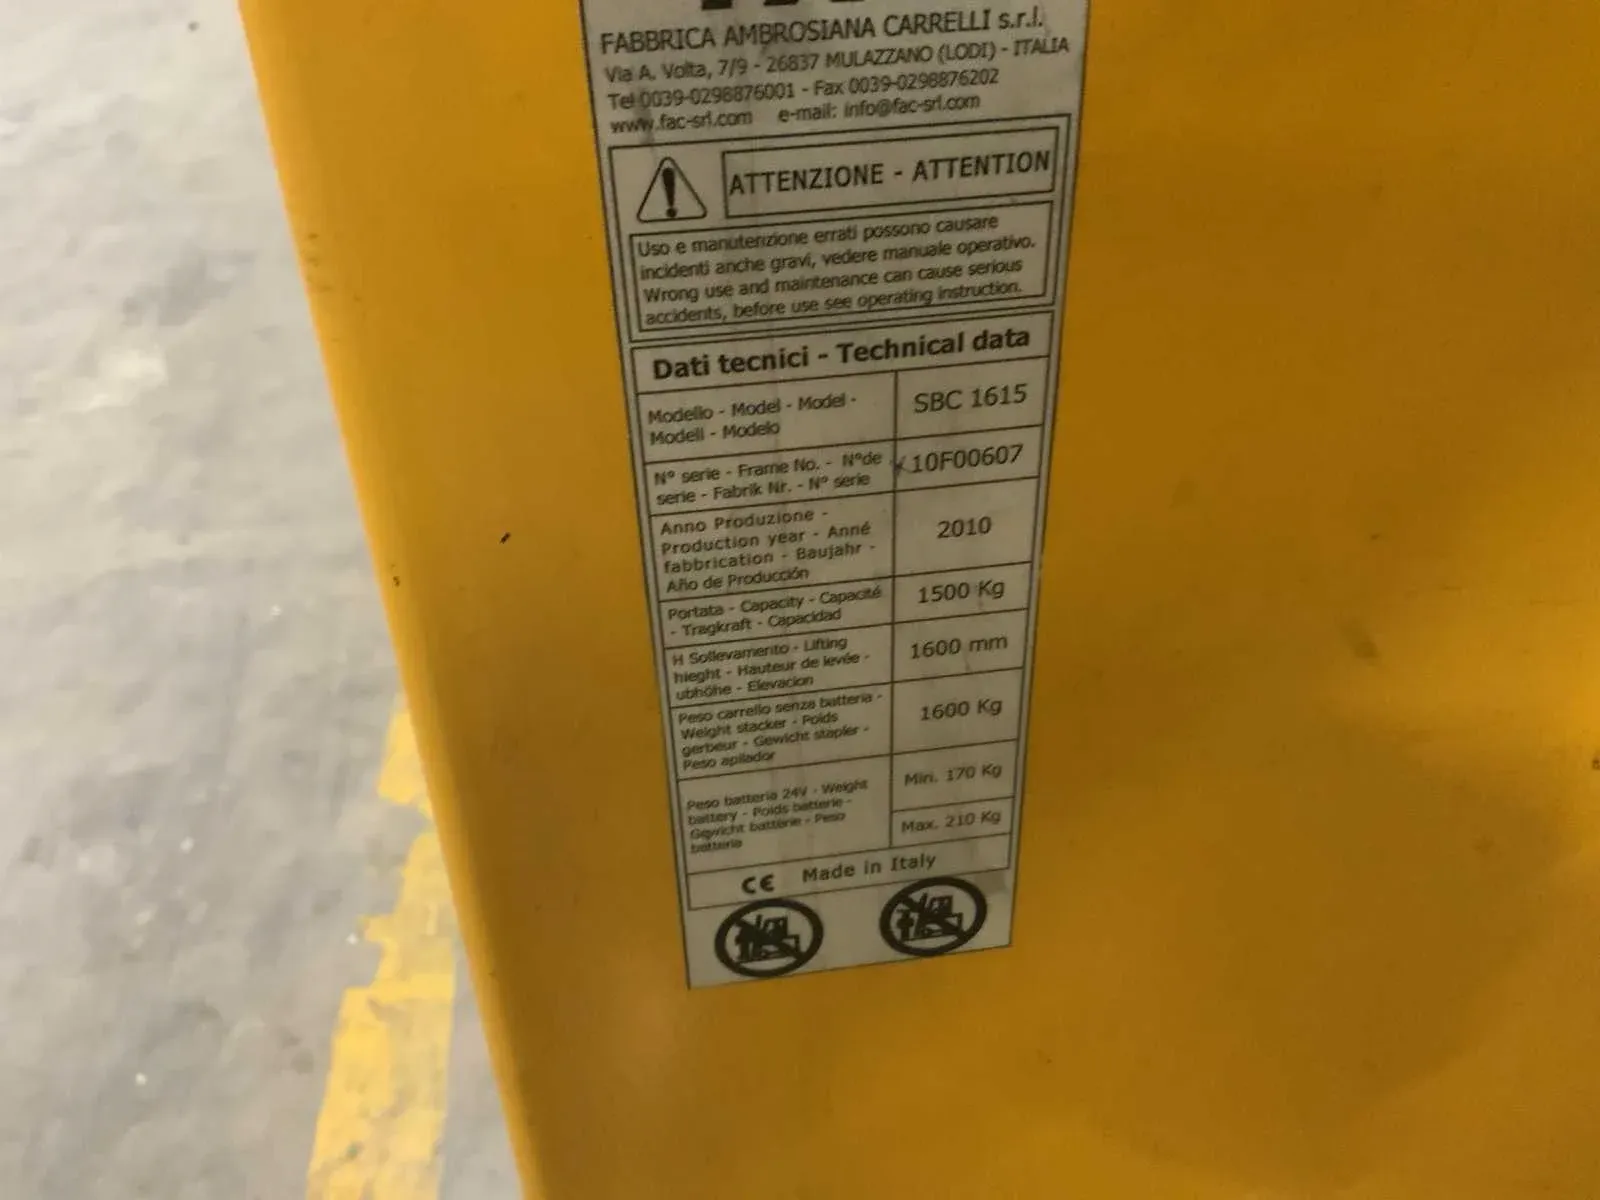 FABBRICA AMBROSIANA CARRELLI s.r.l.
Via A. Volta, 7/9 - 26837 MULAZZANO (LODI) - ITALIA
Tel 0039-0298876001 - Fax 0039-0298876202
www.fac-srl.com e-mail: info@fac-srl.com
ATTENZIONE - ATTENTION
Uso e manutenzione errati possono causare
incidenti anche gravi, vedere manuale operativo.
Wrong use and maintenance can cause serious
accidents, before use see operating instruction.
Dati tecnici - Technical data
Modello - Model - Model -
Modell - Modelo
SBC 1615
N° serie - Frame No. - N°de
serie - Fabrik Nr. - N° serie
10F00607
Anno Produzione -
Production year - Anné
fabbrication - Baujahr -
Año de Producción
2010
Portata - Capacity - Capacité
- Tragkraft - Capacidad
1500 Kg
H Sollevamento - Lifting
hieght - Hauteur de levée -
ubhöhe - Elevacion
1600 mm
Peso carrello senza batteria -
Weight stacker - Poids
gerbeur - Gewicht stapler -
Peso apilador
1600 Kg
Peso batteria 24V - Weight
battery - Poids batterie -
Gewicht batterie - Peso
batteria
Min. 170 Kg
Max. 210 Kg
CE Made in Italy